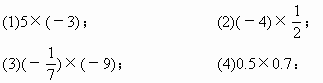 (1)5×(－3)； (2)(－4)×1/2；
(3)(－1/7)×(－9)； (4)0.5×0.7：